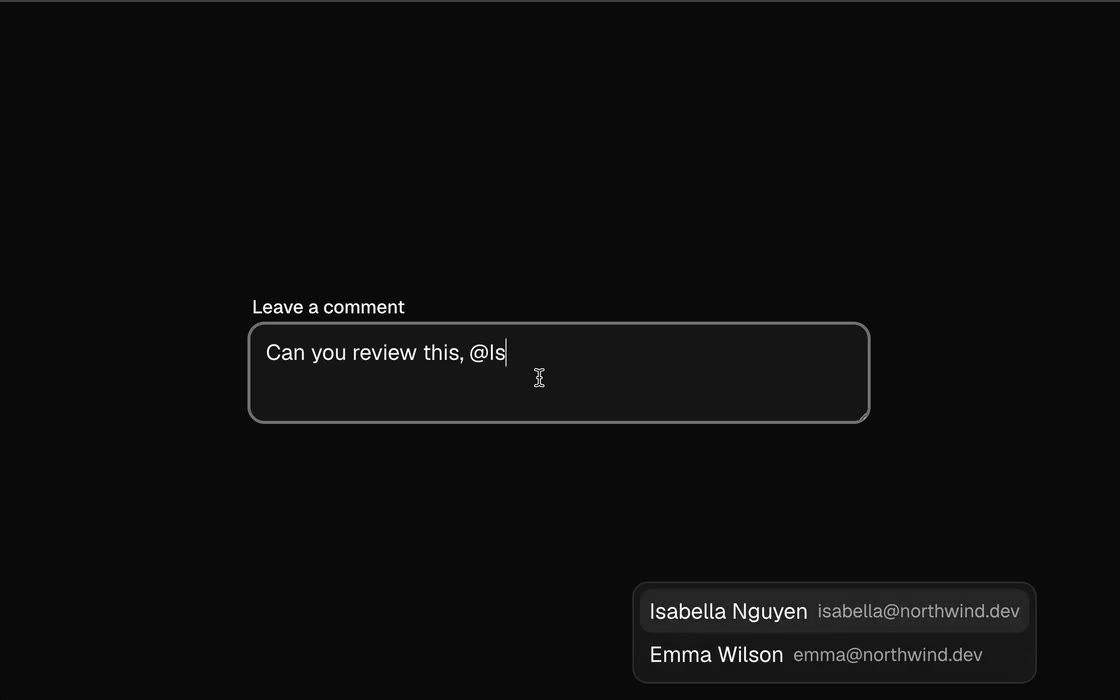 Leave a comment
Can you review this, @Is
Isabella Nguyen isabella@northwind.dev
Emma Wilson emma@northwind.dev